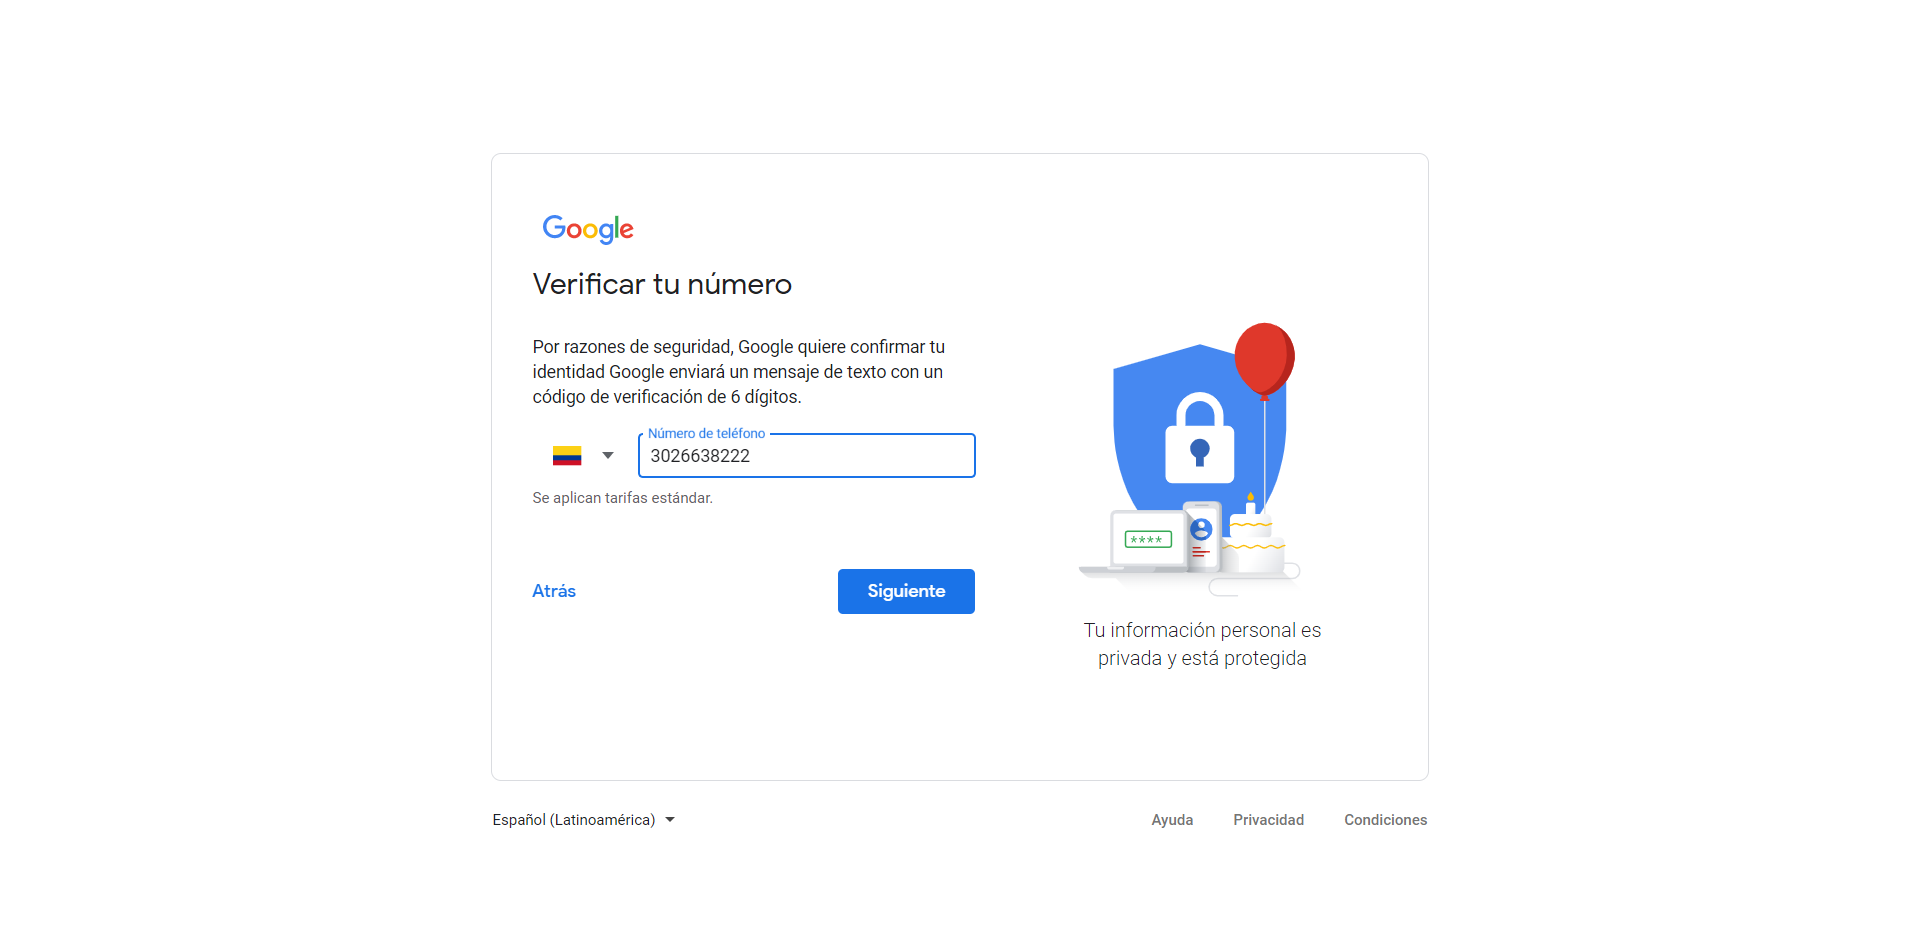 Google
Verificar tu número
Por razones de seguridad, Google quiere confirmar tu
identidad Google enviará un mensaje de texto con un
código de verificación de 6 dígitos.
Número de teléfono
3026638222
Se aplican tarifas estándar.
Atrás
Siguiente
****
Tu información personal es
privada y está protegida
Español (Latinoamérica)
Ayuda
Privacidad
Condiciones